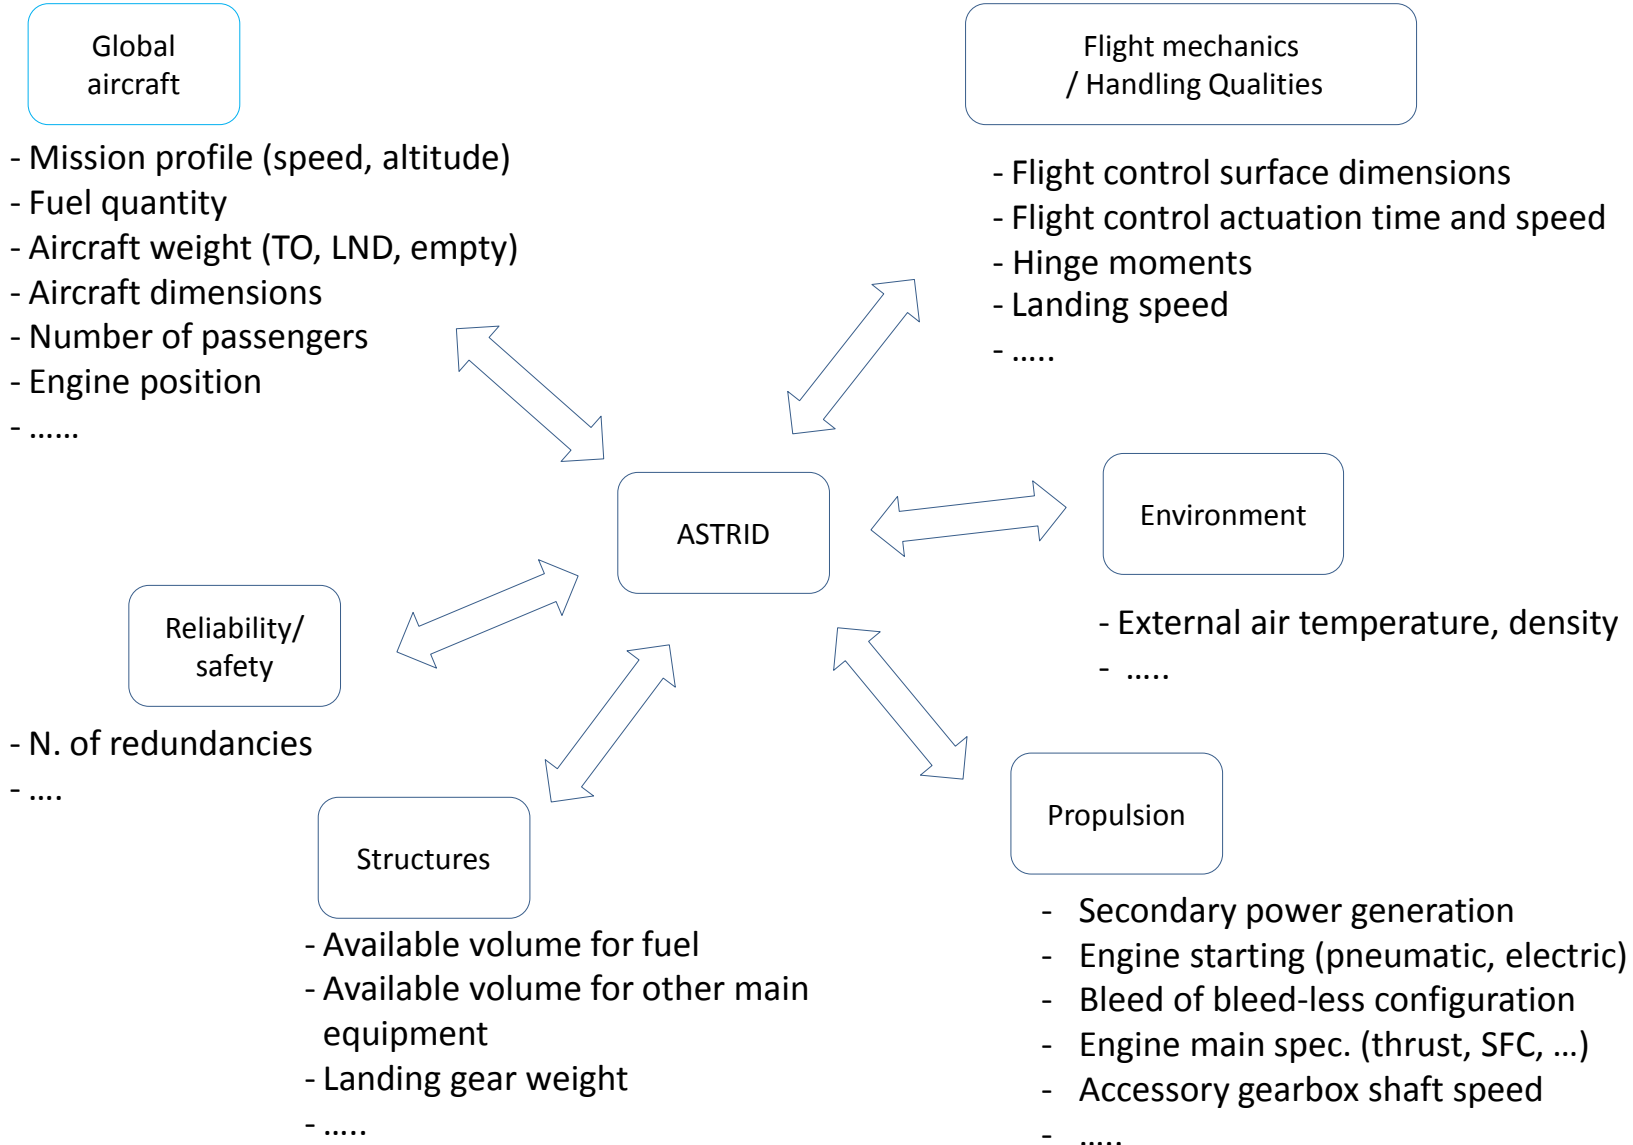 Global
aircraft
- Mission profile (speed, altitude)
- Fuel quantity
- Aircraft weight (TO, LND, empty)
- Aircraft dimensions
- Number of passengers
- Engine position
- ......
Flight mechanics
/ Handling Qualities
- Flight control surface dimensions
- Flight control actuation time and speed
- Hinge moments
- Landing speed
- .....
ASTRID
Environment
- External air temperature, density
- .....
Reliability/
safety
- N. of redundancies
- ....
Structures
- Available volume for fuel
- Available volume for other main
equipment
- Landing gear weight
- .....
Propulsion
- Secondary power generation
- Engine starting (pneumatic, electric)
- Bleed of bleed-less configuration
- Engine main spec. (thrust, SFC, ...)
- Accessory gearbox shaft speed
- .....